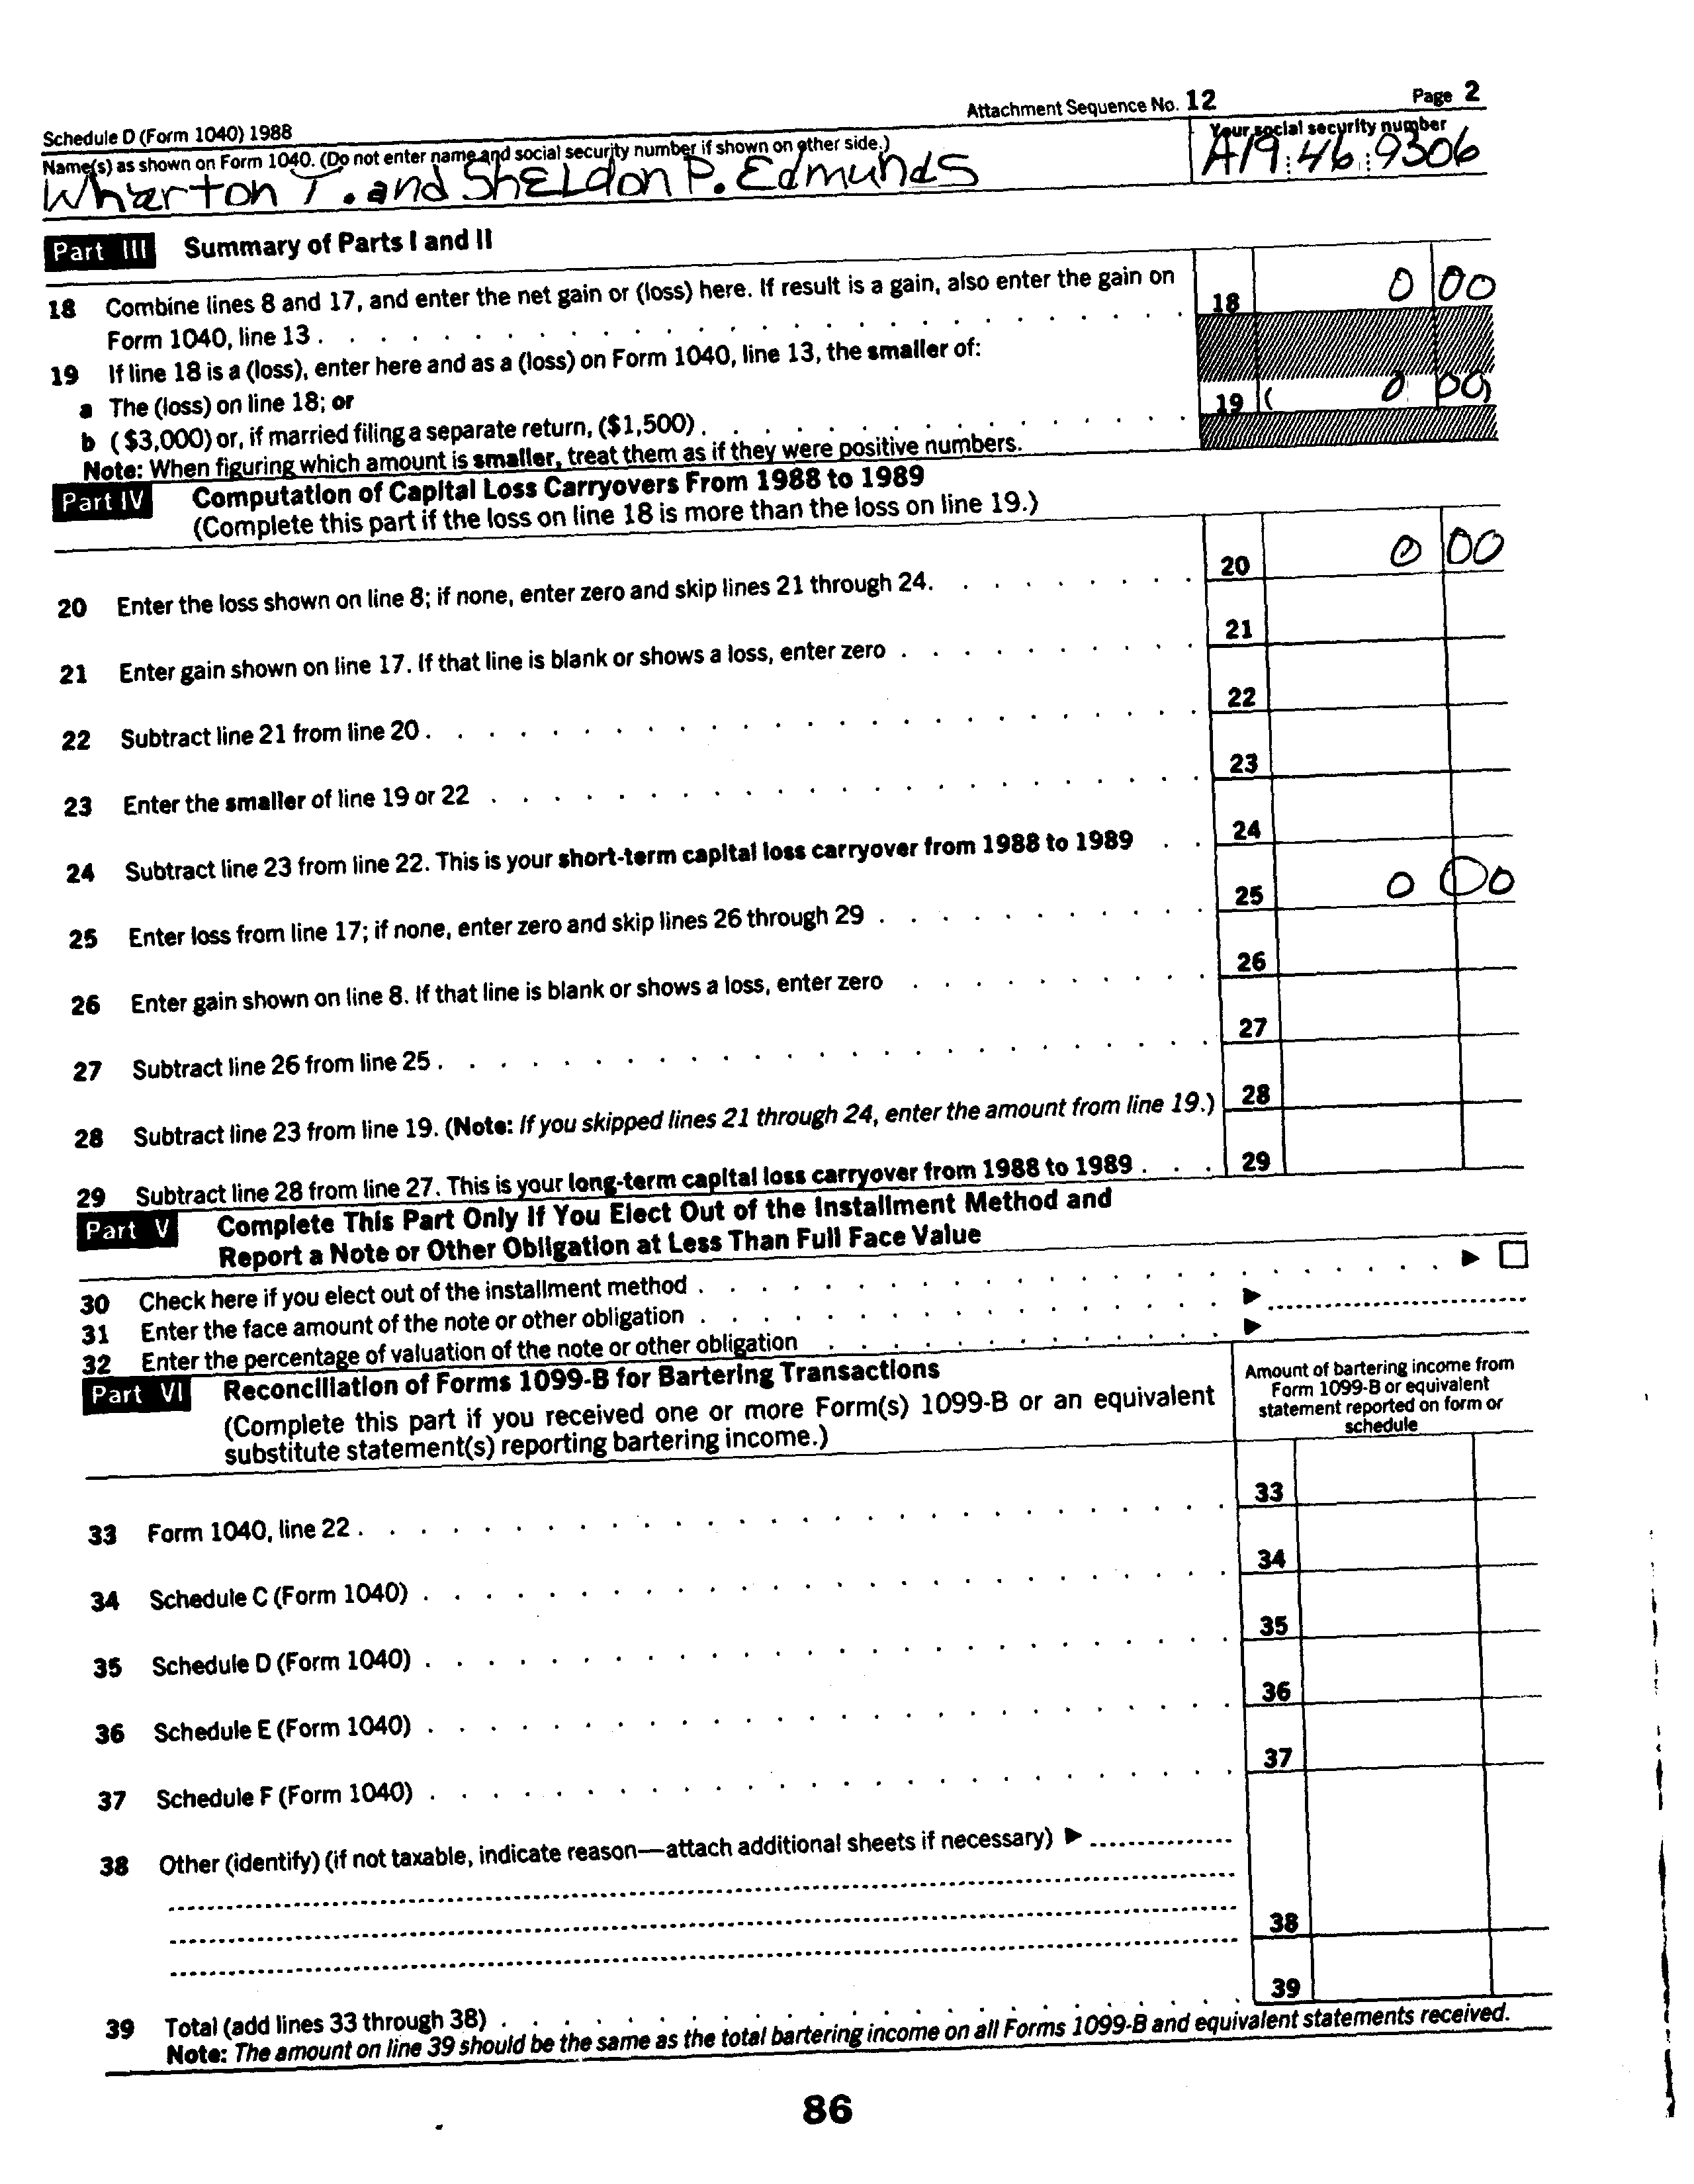 Schedule D (Form 1040) 1988 Attachment Sequence No. 12 Page 2
Name(s) as shown on Form 1040. (Do not enter name and social security number if shown on other side.) Your social security number
Wharton T. and Sheldon P. Edmunds A19 46 9306
Part III Summary of Parts I and II
18 Combine lines 8 and 17, and enter the net gain or (loss) here. If result is a gain, also enter the gain on
Form 1040, line 13 . . . . 18 0 00
19 If line 18 is a (loss), enter here and as a (loss) on Form 1040, line 13, the smaller of:
a The (loss) on line 18; or
b ($3,000) or, if married filing a separate return, ($1,500) . . . . 19 ( 0 00)
Note: When figuring which amount is smaller, treat them as if they were positive numbers.
Part IV Computation of Capital Loss Carryovers From 1988 to 1989
(Complete this part if the loss on line 18 is more than the loss on line 19.)
20 Enter the loss shown on line 8; if none, enter zero and skip lines 21 through 24. . . . . 20 0 00
21 Enter gain shown on line 17. If that line is blank or shows a loss, enter zero . . . . 21
22 Subtract line 21 from line 20 . . . . 22
23 Enter the smaller of line 19 or 22 . . . . 23
24 Subtract line 23 from line 22. This is your short-term capital loss carryover from 1988 to 1989 . . 24
25 Enter loss from line 17; if none, enter zero and skip lines 26 through 29 . . . . 25 0 00
26 Enter gain shown on line 8. If that line is blank or shows a loss, enter zero . . . . 26
27 Subtract line 26 from line 25 . . . . 27
28 Subtract line 23 from line 19. (Note: If you skipped lines 21 through 24, enter the amount from line 19.) 28
29 Subtract line 28 from line 27. This is your long-term capital loss carryover from 1988 to 1989 . . . 29
Part V Complete This Part Only If You Elect Out of the Installment Method and
Report a Note or Other Obligation at Less Than Full Face Value
30 Check here if you elect out of the installment method . . . . ▶ □
31 Enter the face amount of the note or other obligation . . . . ▶
32 Enter the percentage of valuation of the note or other obligation . . . . ▶
Part VI Reconciliation of Forms 1099-B for Bartering Transactions
(Complete this part if you received one or more Form(s) 1099-B or an equivalent
substitute statement(s) reporting bartering income.)
Amount of bartering income from
Form 1099-B or equivalent
statement reported on form or
schedule
33 Form 1040, line 22 . . . . 33
34 Schedule C (Form 1040) . . . . 34
35 Schedule D (Form 1040) . . . . 35
36 Schedule E (Form 1040) . . . . 36
37 Schedule F (Form 1040) . . . . 37
38 Other (identify) (if not taxable, indicate reason—attach additional sheets if necessary) ▶
38
39 Total (add lines 33 through 38) . . . . 39
Note: The amount on line 39 should be the same as the total bartering income on all Forms 1099-B and equivalent statements received.
86